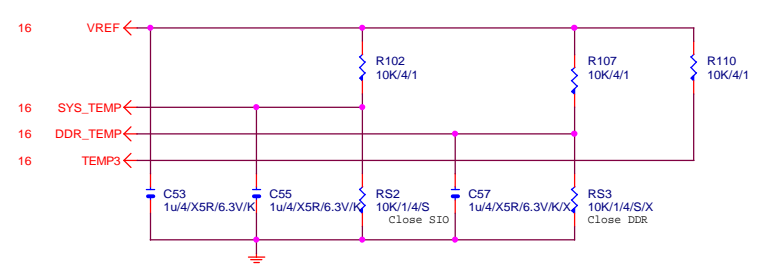 16 VREF
R102
10K/4/1
R107
10K/4/1
R110
10K/4/1
16 SYS_TEMP
16 DDR_TEMP
16 TEMP3
C53
1u/4/X5R/6.3V/K
C55
1u/4/X5R/6.3V/K
RS2
10K/1/4/S
Close SIO
C57
1u/4/X5R/6.3V/K/X
RS3
10K/1/4/S/X
Close DDR